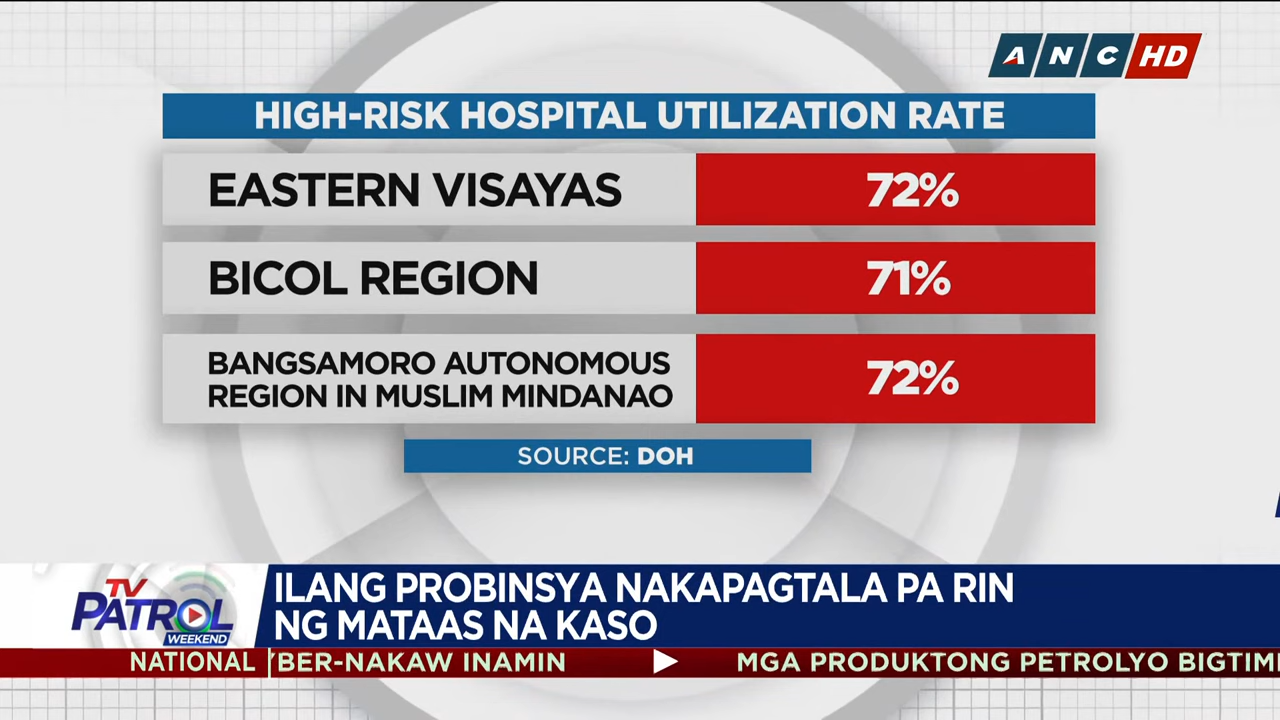 ANC HD
HIGH-RISK HOSPITAL UTILIZATION RATE
EASTERN VISAYAS 72%
BICOL REGION 71%
BANGSAMORO AUTONOMOUS
REGION IN MUSLIM MINDANAO 72%
SOURCE: DOH
TV PATROL WEEKEND
ILANG PROBINSYA NAKAPAGTALA PA RIN
NG MATAAS NA KASO
NATIONAL 'BER-NAKAW INAMIN MGA PRODUKTONG PETROLYO BIGTIM